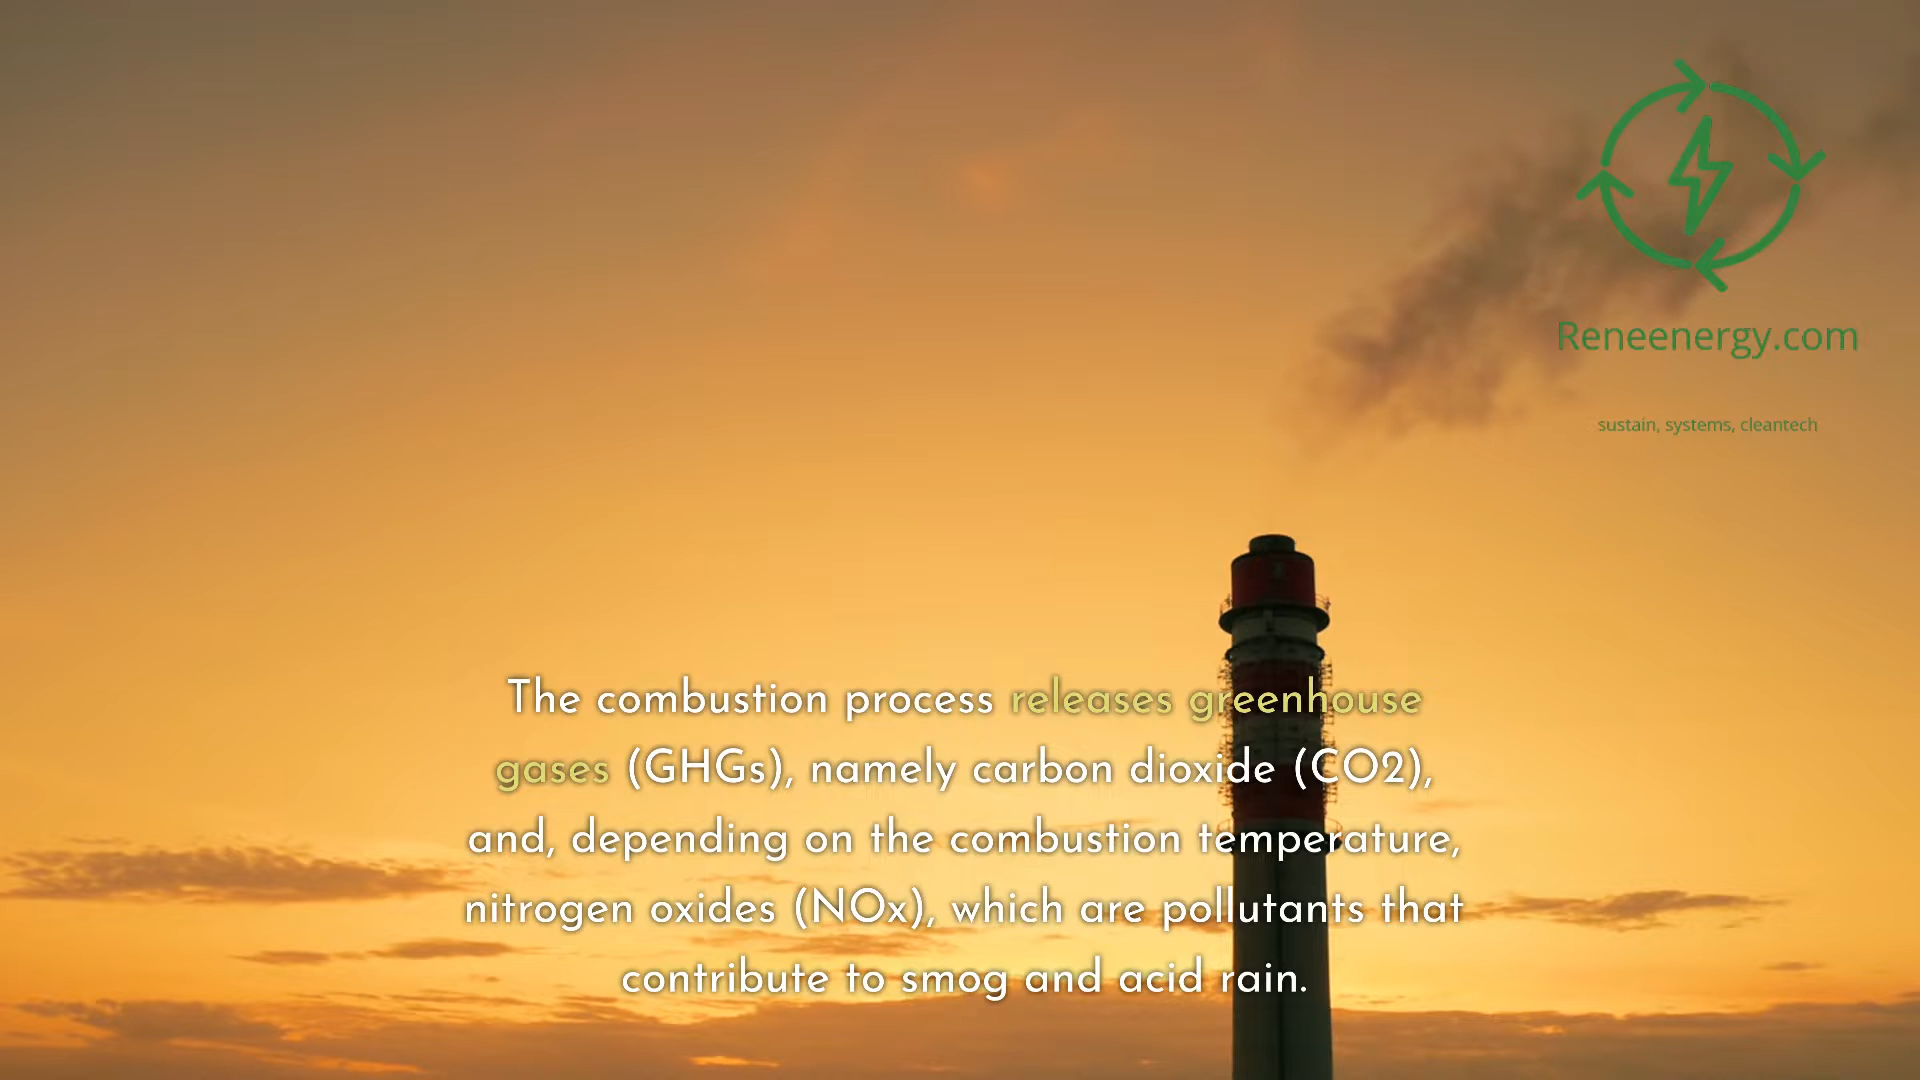 Reneenergy.com
sustain, systems, cleantech
The combustion process releases greenhouse
gases (GHGs), namely carbon dioxide (CO2),
and, depending on the combustion temperature,
nitrogen oxides (NOx), which are pollutants that
contribute to smog and acid rain.